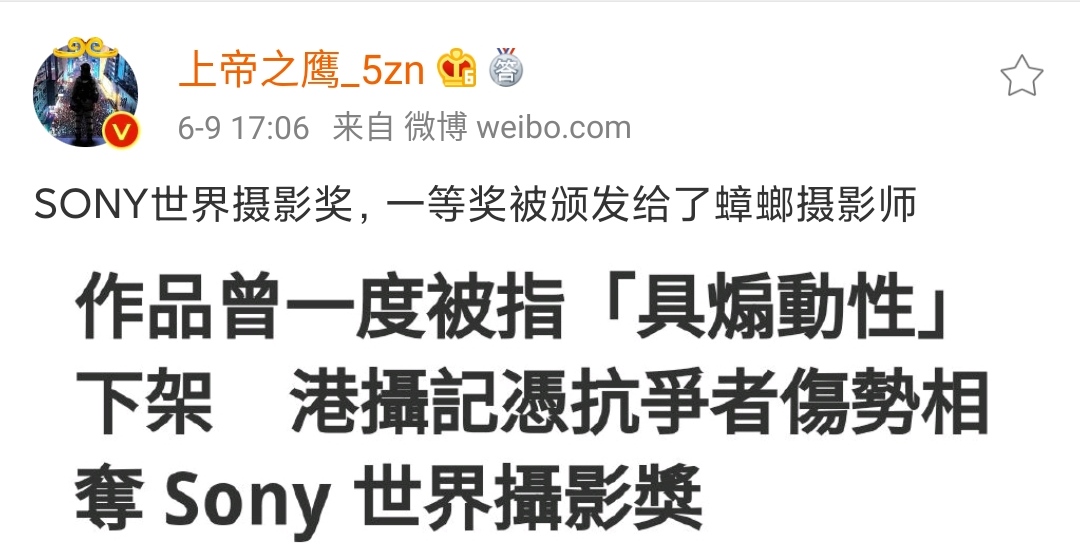 上帝之鹰_5zn 6 答
6-9 17:06 来自 微博 weibo.com
SONY世界摄影奖，一等奖被颁发给了蟑螂摄影师
作品曾一度被指「具煽動性」
下架 港攝記憑抗爭者傷勢相
奪 Sony 世界攝影獎